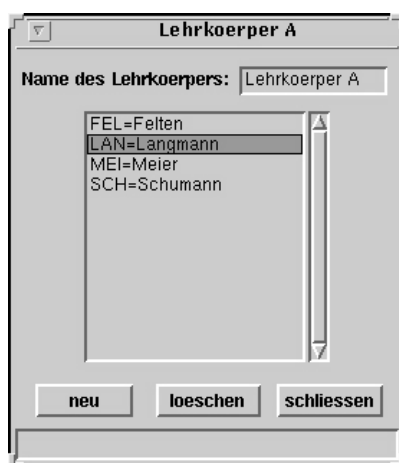 Lehrkoerper A
Name des Lehrkoerpers: Lehrkoerper A
FEL=Felten
LAN=Langmann
MEI=Meier
SCH=Schumann
neu loeschen schliessen